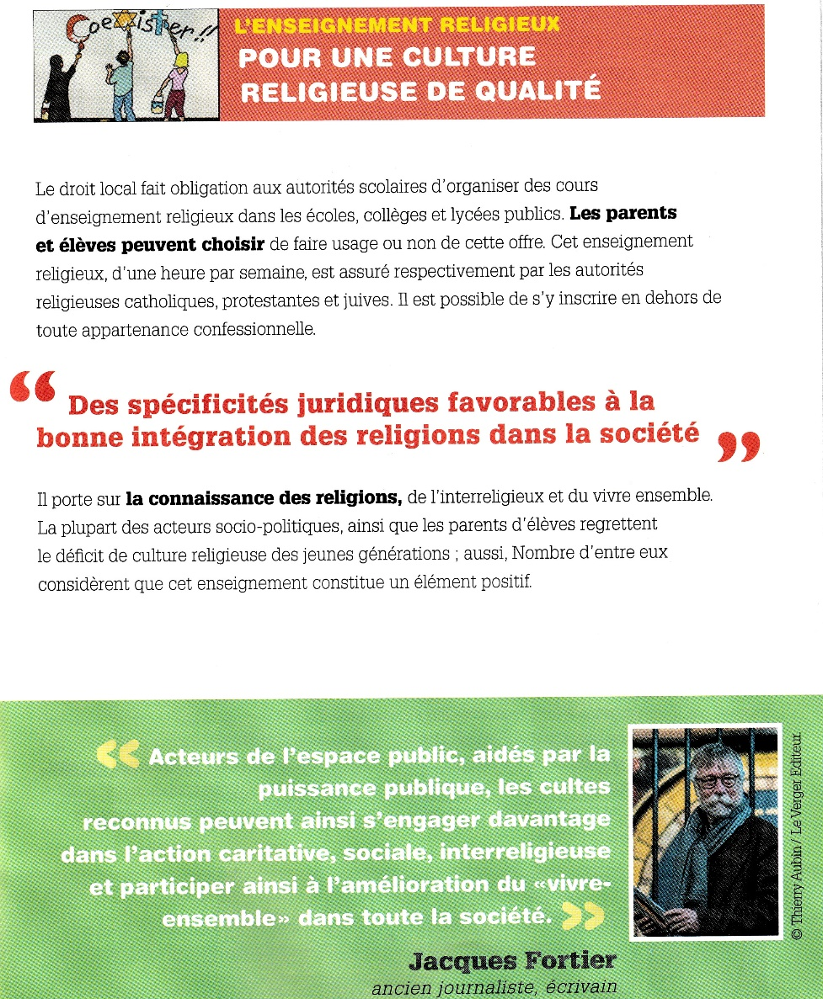 Coexister!!
L'ENSEIGNEMENT RELIGIEUX
POUR UNE CULTURE
RELIGIEUSE DE QUALITÉ
Le droit local fait obligation aux autorités scolaires d'organiser des cours
d'enseignement religieux dans les écoles, collèges et lycées publics. Les parents
et élèves peuvent choisir de faire usage ou non de cette offre. Cet enseignement
religieux, d'une heure par semaine, est assuré respectivement par les autorités
religieuses catholiques, protestantes et juives. Il est possible de s'y inscrire en dehors de
toute appartenance confessionnelle.
“ Des spécificités juridiques favorables à la
bonne intégration des religions dans la société ”
Il porte sur la connaissance des religions, de l'interreligieux et du vivre ensemble.
La plupart des acteurs socio-politiques, ainsi que les parents d'élèves regrettent
le déficit de culture religieuse des jeunes générations ; aussi, Nombre d'entre eux
considèrent que cet enseignement constitue un élément positif.
« Acteurs de l'espace public, aidés par la
puissance publique, les cultes
reconnus peuvent ainsi s'engager davantage
dans l'action caritative, sociale, interreligieuse
et participer ainsi à l'amélioration du «vivre-
ensemble» dans toute la société. »
Jacques Fortier
ancien journaliste, écrivain
© Thierry Aubin / Le Verger Editeur.